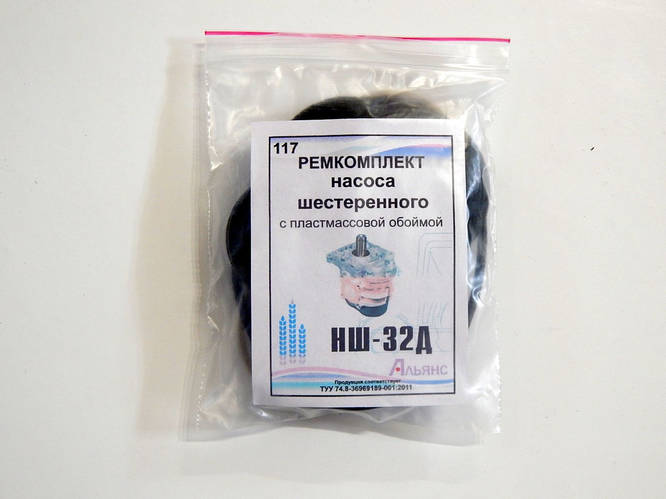 117
РЕМКОМПЛЕКТ
насоса
шестеренного
с пластмассовой обоймой
НШ-32Д
АЛЬЯНС
Продукция соответствует
ТУУ 74.8-36969189-001:2011